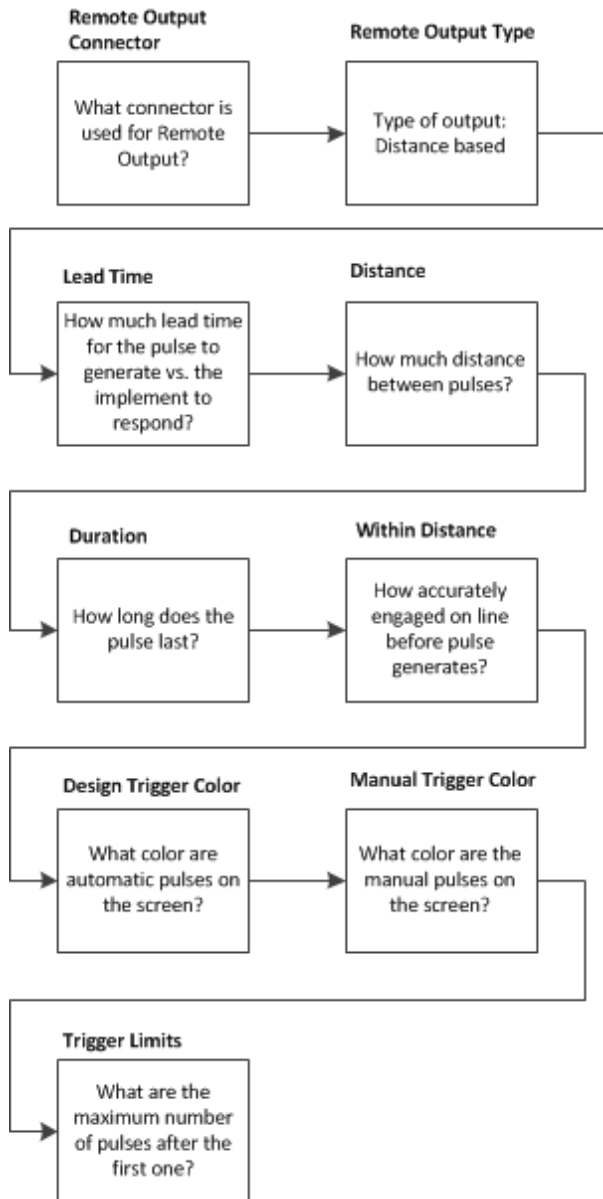 Remote Output
Connector
What connector is
used for Remote
Output?
Remote Output Type
Type of output:
Distance based
Lead Time
How much lead time
for the pulse to
generate vs. the
implement to
respond?
Distance
How much distance
between pulses?
Duration
How long does the
pulse last?
Within Distance
How accurately
engaged on line
before pulse
generates?
Design Trigger Color
What color are
automatic pulses on
the screen?
Manual Trigger Color
What color are the
manual pulses on
the screen?
Trigger Limits
What are the
maximum number
of pulses after the
first one?